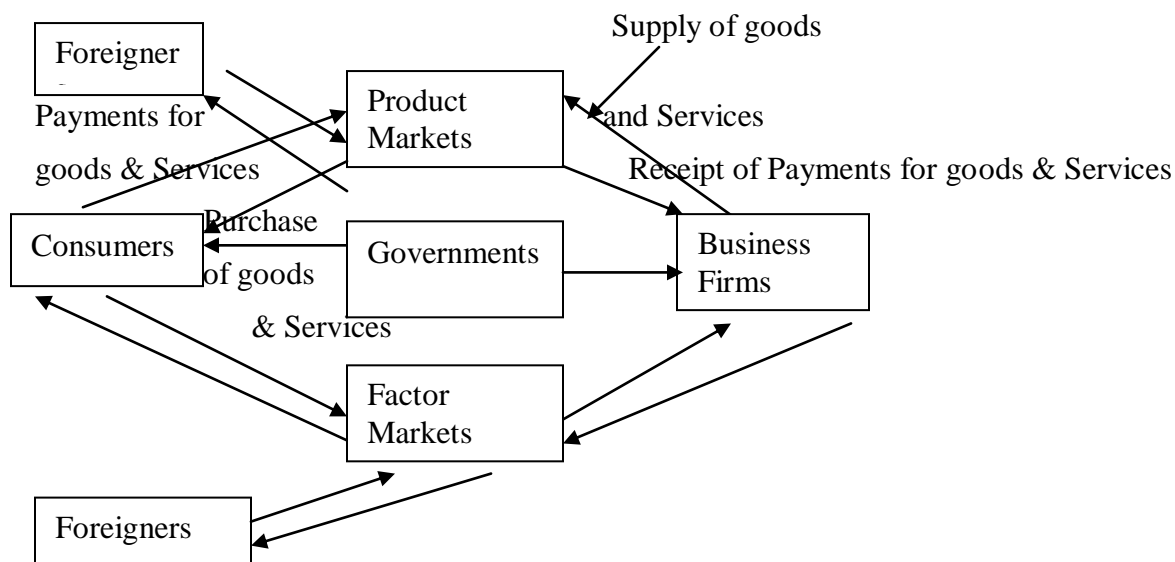 Supply of goods
Foreigner
Product
Markets
Payments for
goods & Services
and Services
Receipt of Payments for goods & Services
Purchase
of goods
& Services
Consumers
Governments
Business
Firms
Factor
Markets
Foreigners